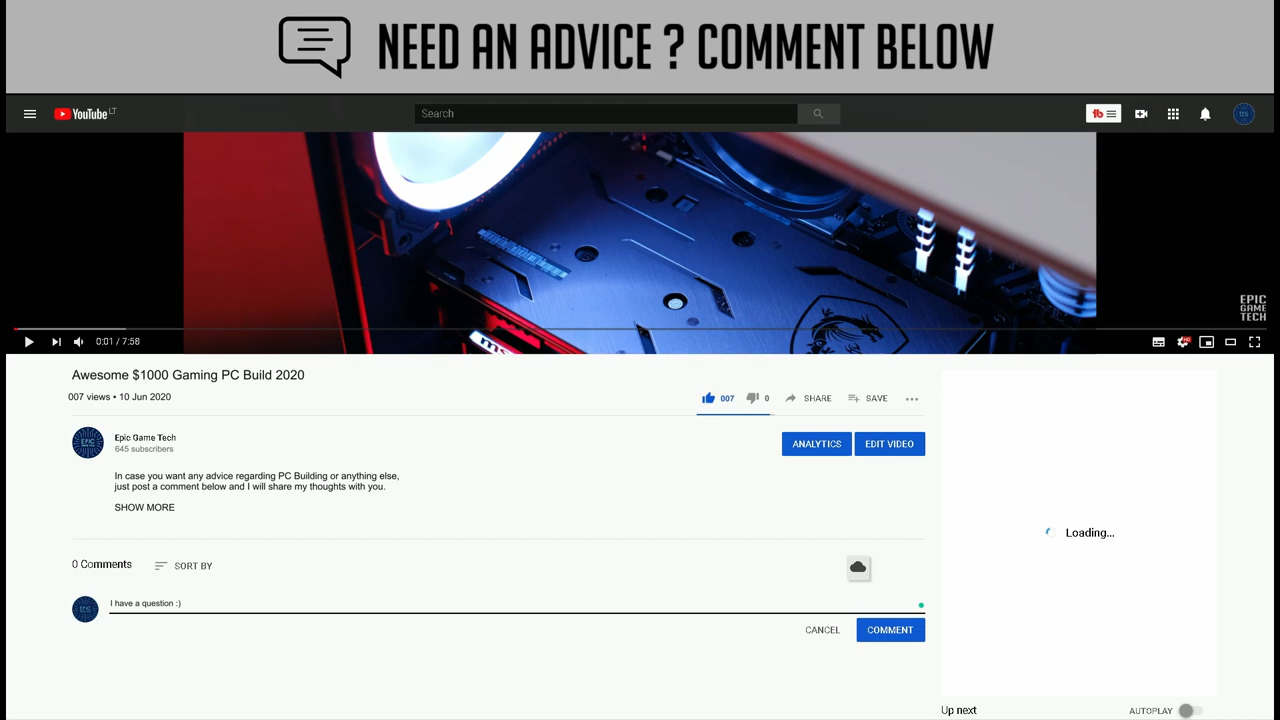 NEED AN ADVICE ? COMMENT BELOW
YouTube LT
Search
EPIC
GAME
TECH
0:01 / 7:58
HD
Awesome $1000 Gaming PC Build 2020
007 views • 10 Jun 2020
007
0
SHARE
SAVE
Epic Game Tech
645 subscribers
ANALYTICS
EDIT VIDEO
In case you want any advice regarding PC Building or anything else,
just post a comment below and I will share my thoughts with you.
SHOW MORE
Loading...
0 Comments
SORT BY
I have a question :)
CANCEL
COMMENT
Up next
AUTOPLAY